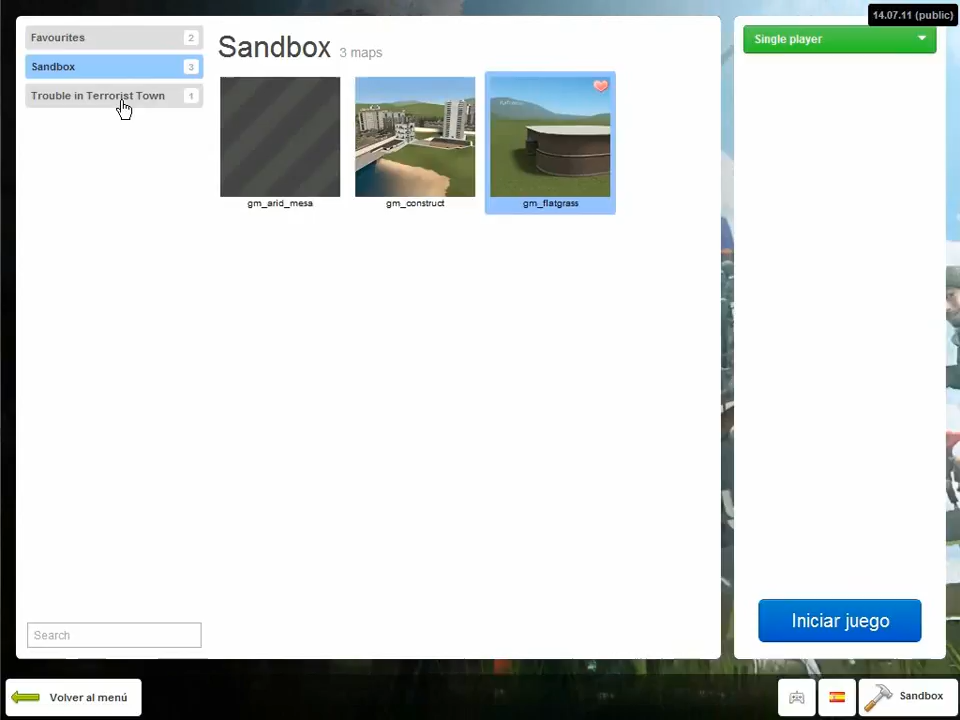 14.07.11 (public)
Favourites 2
Sandbox 3
Trouble in Terrorist Town 1
Sandbox 3 maps
gm_arid_mesa
gm_construct
gm_flatgrass
Single player
Search
Iniciar juego
Volver al menú
Sandbox